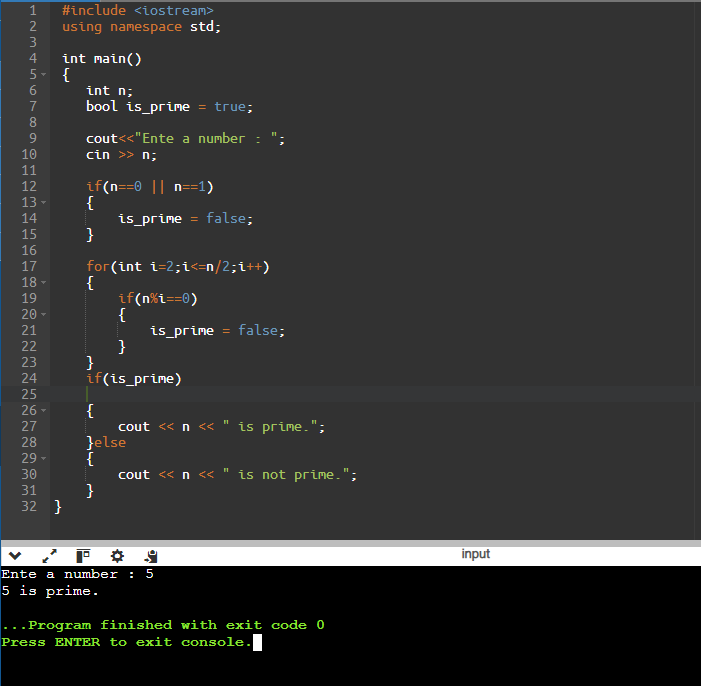 1 #include <iostream>
2 using namespace std;
3
4 int main()
5 {
6 int n;
7 bool is_prime = true;
8
9 cout<<"Ente a number : ";
10 cin >> n;
11
12 if(n==0 || n==1)
13 {
14 is_prime = false;
15 }
16
17 for(int i=2;i<=n/2;i++)
18 {
19 if(n%i==0)
20 {
21 is_prime = false;
22 }
23 }
24 if(is_prime)
25
26 {
27 cout << n << " is prime.";
28 }else
29 {
30 cout << n << " is not prime.";
31 }
32 }
input
Ente a number : 5
5 is prime.
...Program finished with exit code 0
Press ENTER to exit console.